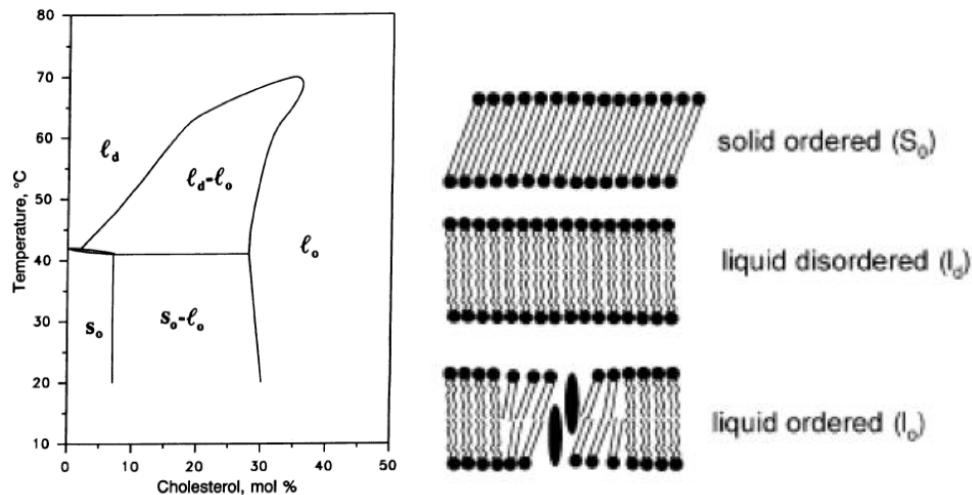 80
70
60
50
40
30
20
10
Temperature, °C
ℓd
ℓd-ℓo
ℓo
So
So-ℓo
0 10 20 30 40 50
Cholesterol, mol %
solid ordered (So)
liquid disordered (ld)
liquid ordered (lo)